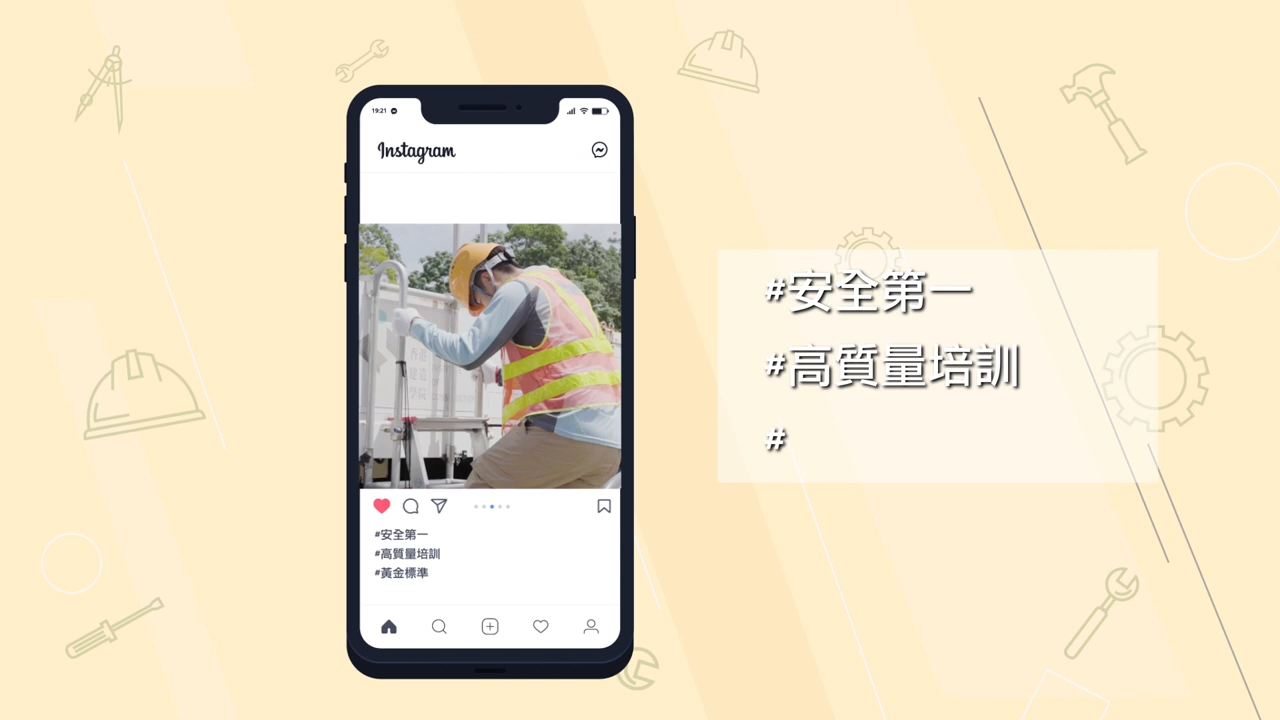 19:21
Instagram
香港
建造
學院
#安全第一
#高質量培訓
#黃金標準
#安全第一
#高質量培訓
#